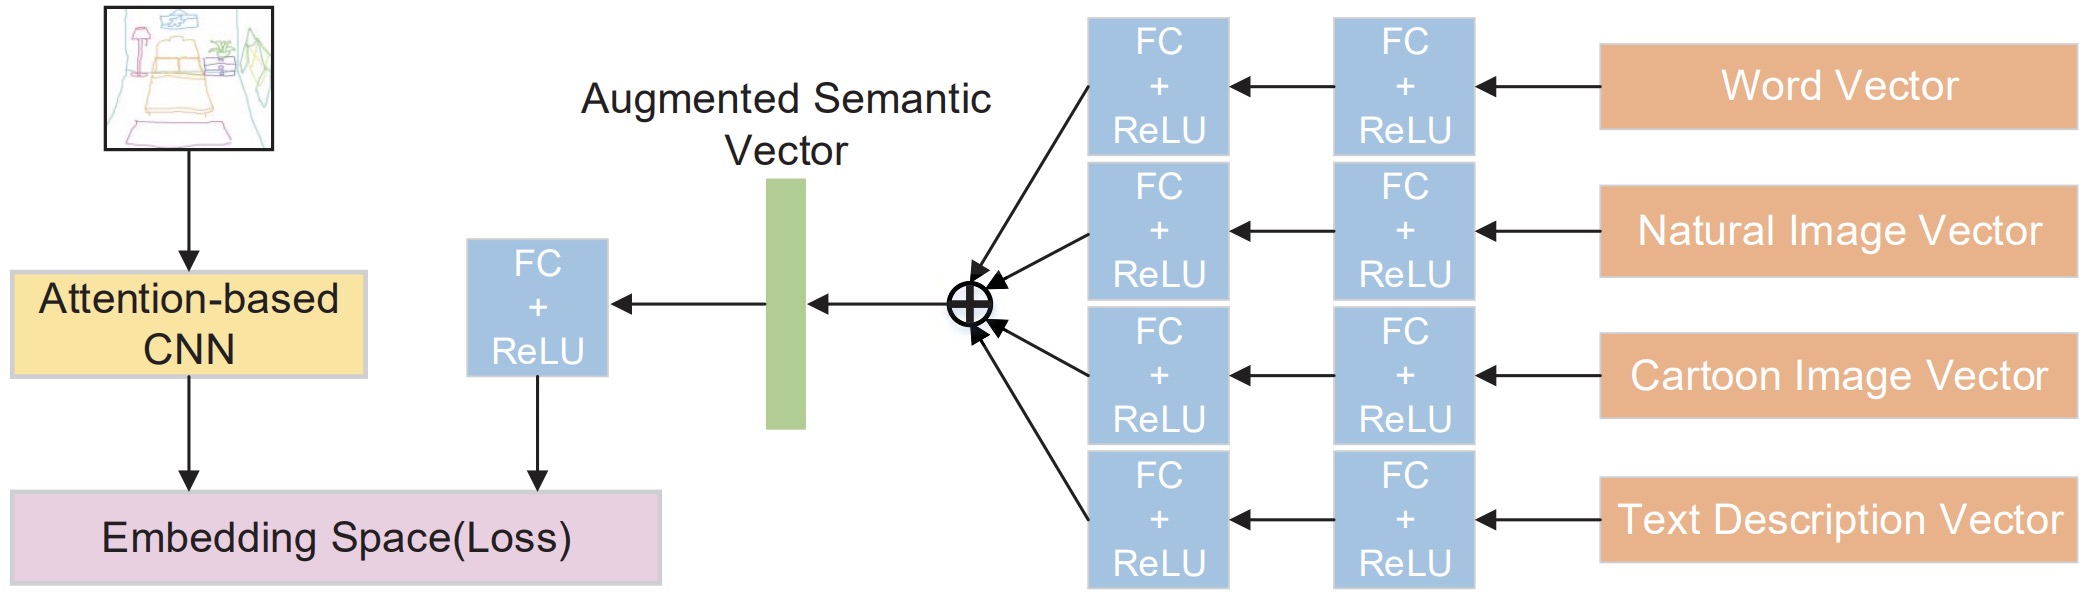 Augmented Semantic
Vector
Attention-based
CNN
Embedding Space(Loss)
FC
+
ReLU
FC
+
ReLU
FC
+
ReLU
Word Vector
FC
+
ReLU
FC
+
ReLU
Natural Image Vector
FC
+
ReLU
FC
+
ReLU
Cartoon Image Vector
FC
+
ReLU
FC
+
ReLU
Text Description Vector